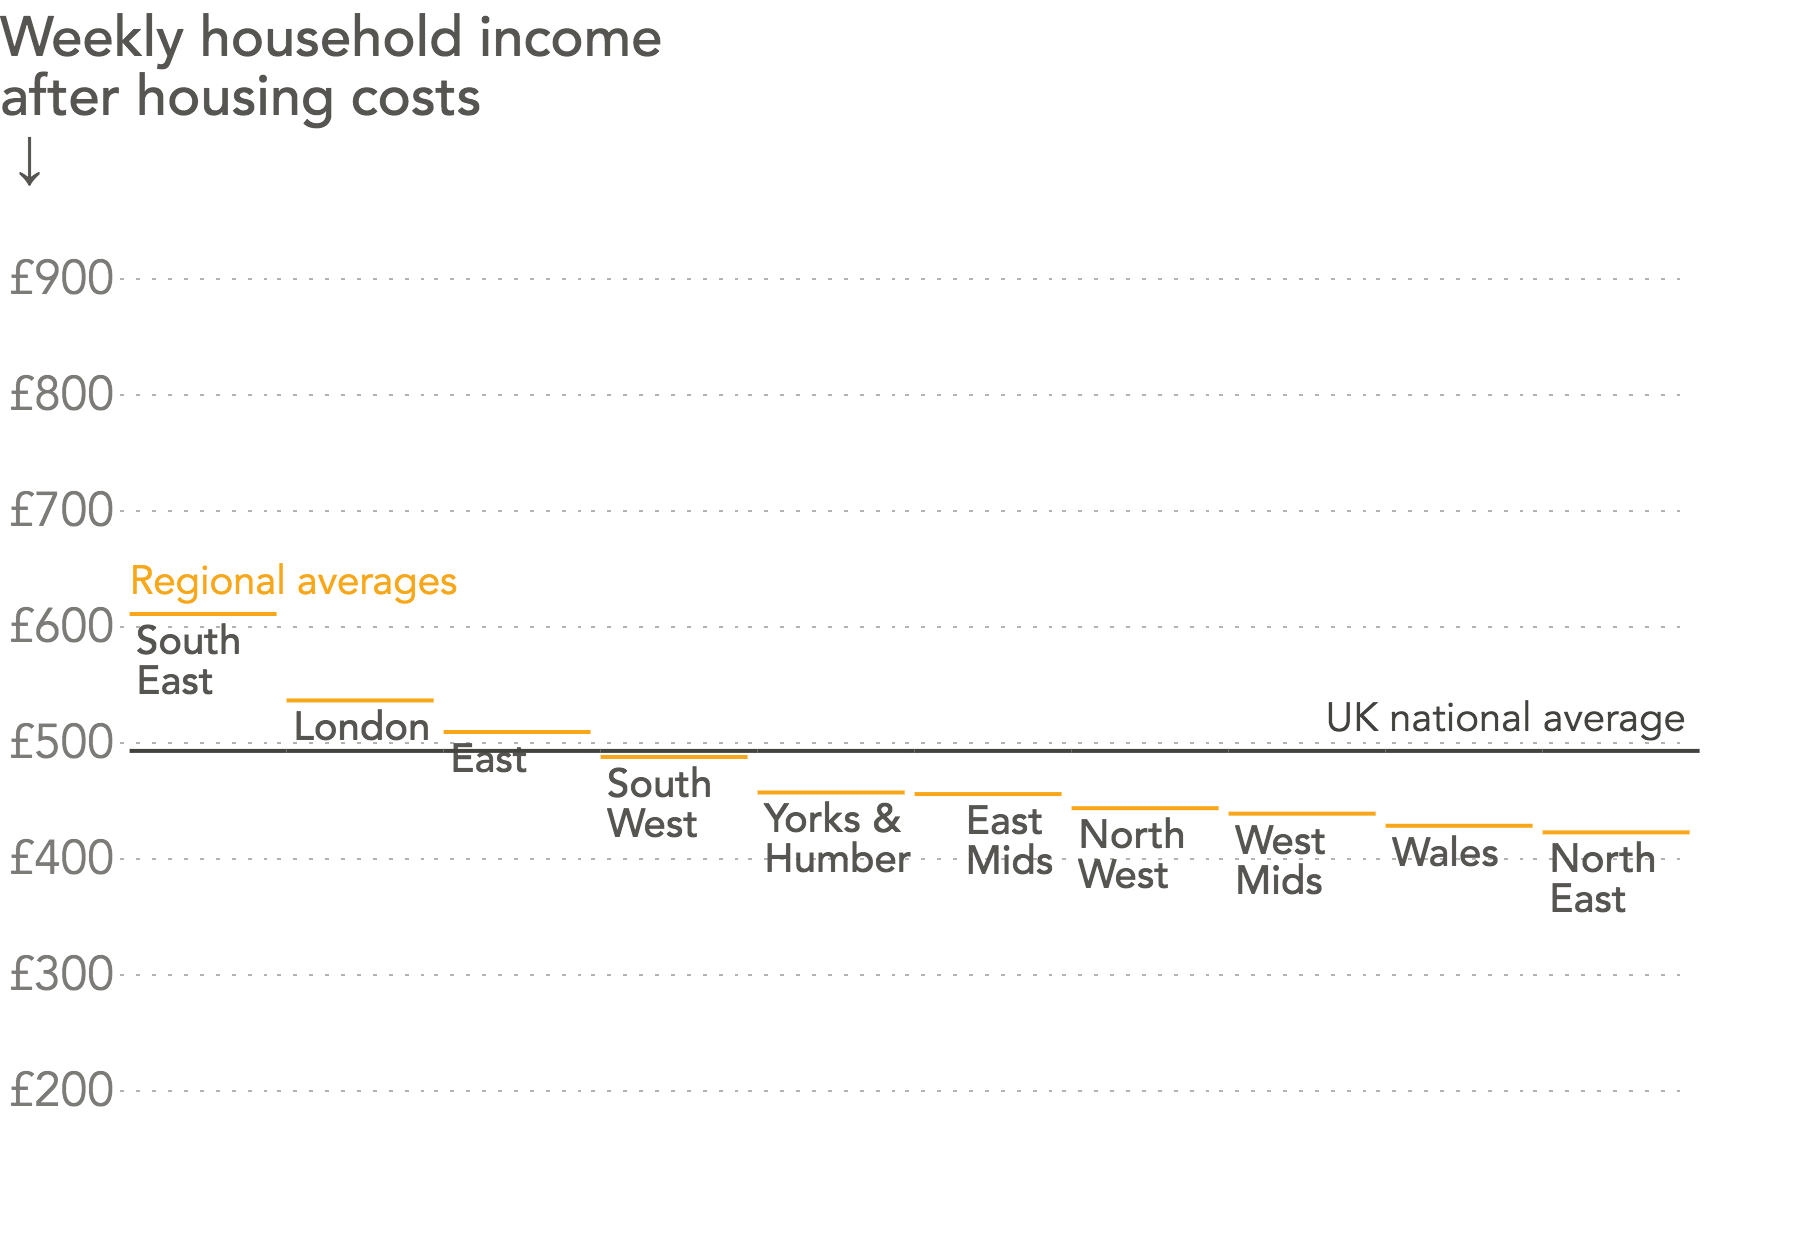 Weekly household income
after housing costs
↓
£900
£800
£700
Regional averages
£600
South
East
London
£500
UK national average
East
South
West
Yorks &
Humber
East
Mids
North
West
West
Mids
Wales
North
East
£400
£300
£200